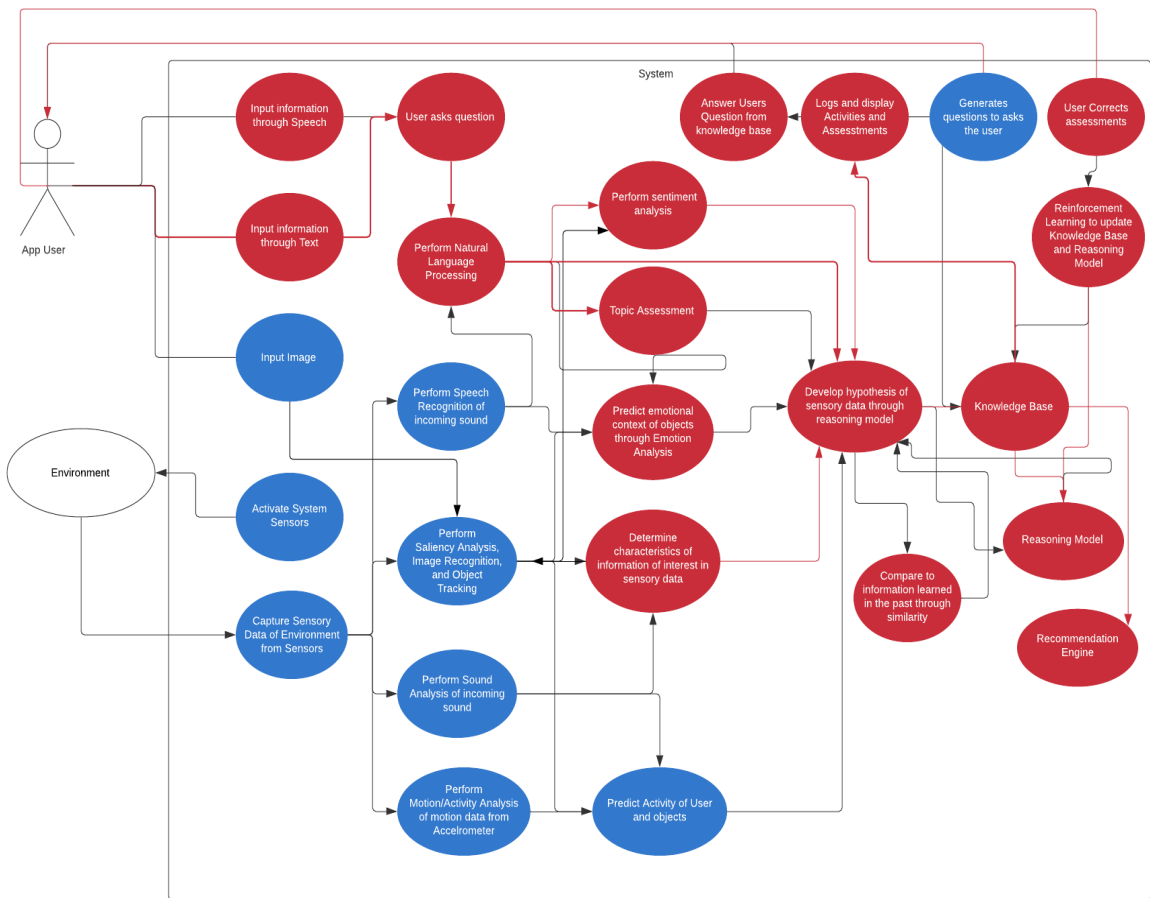 System
Input information
through Speech
User asks question
Answer Users
Question from
knowledge base
Logs and display
Activities and
Assesstments
Generates
questions to asks
the user
User Corrects
assessments
App User
Input information
through Text
Perform Natural
Language
Processing
Perform sentiment
analysis
Reinforcement
Learning to update
Knowledge Base
and Reasoning
Model
Topic Assessment
Input Image
Perform Speech
Recognition of
incoming sound
Predict emotional
context of objects
through Emotion
Analysis
Develop hypothesis of
sensory data through
reasoning model
Knowledge Base
Environment
Activate System
Sensors
Perform
Saliency Analysis,
Image Recognition,
and Object
Tracking
Determine
characteristics of
information of interest in
sensory data
Reasoning Model
Compare to
information learned
in the past through
similarity
Capture Sensory
Data of Environment
from Sensors
Recommendation
Engine
Perform Sound
Analysis of incoming
sound
Perform
Motion/Activity Analysis
of motion data from
Accelrometer
Predict Activity of User
and objects